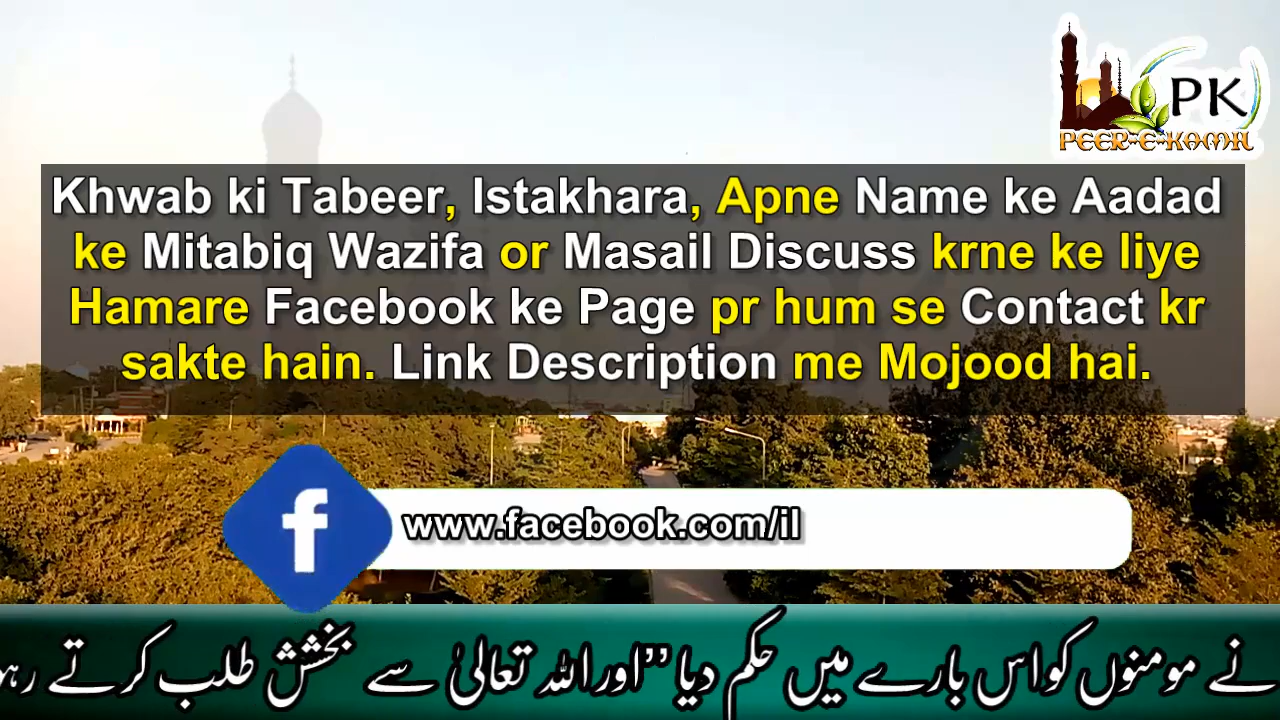 PK
PEER-E-KAMIL
Khwab ki Tabeer, Istakhara, Apne Name ke Aadad
ke Mitabiq Wazifa or Masail Discuss krne ke liye
Hamare Facebook ke Page pr hum se Contact kr
sakte hain. Link Description me Mojood hai.
f
www.facebook.com/il
نے مومنوں کو اس بارے میں حکم دیا ”اور اللہ تعالیٰ سے بخشش طلب کرتے رہو